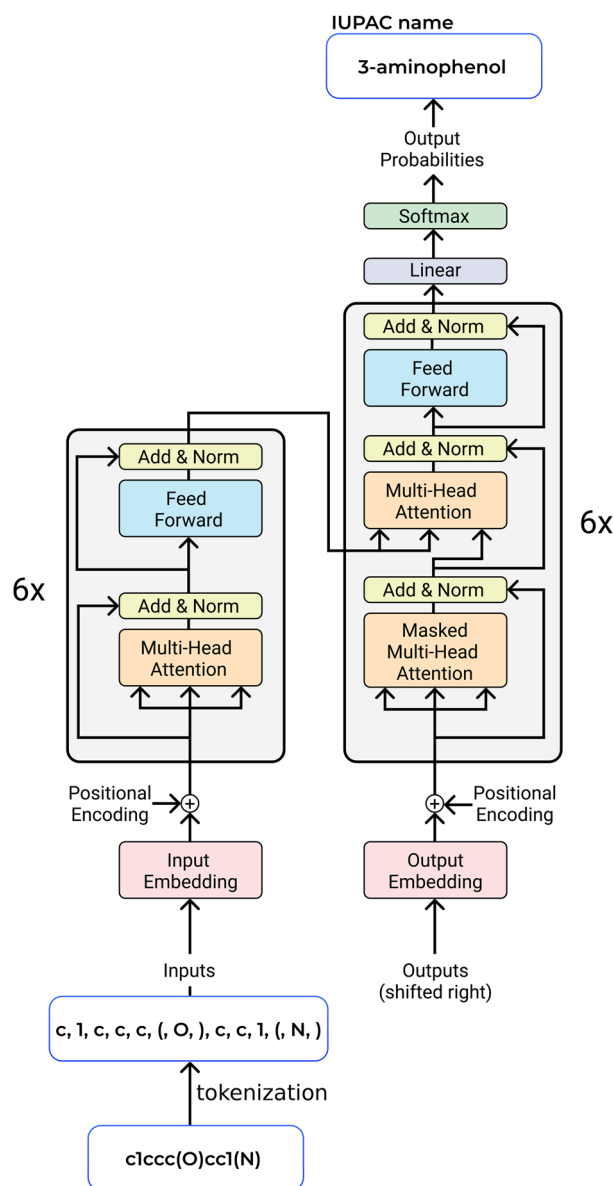 IUPAC name
3-aminophenol
Output
Probabilities
Softmax
Linear
Add & Norm
Feed
Forward
Add & Norm
Multi-Head
Attention
6x
Add & Norm
Masked
Multi-Head
Attention
Positional
Encoding
Output
Embedding
Outputs
(shifted right)
Add & Norm
Feed
Forward
6x
Add & Norm
Multi-Head
Attention
Positional
Encoding
Input
Embedding
Inputs
c, 1, c, c, c, (, O, ), c, c, 1, (, N, )
tokenization
c1ccc(O)cc1(N)